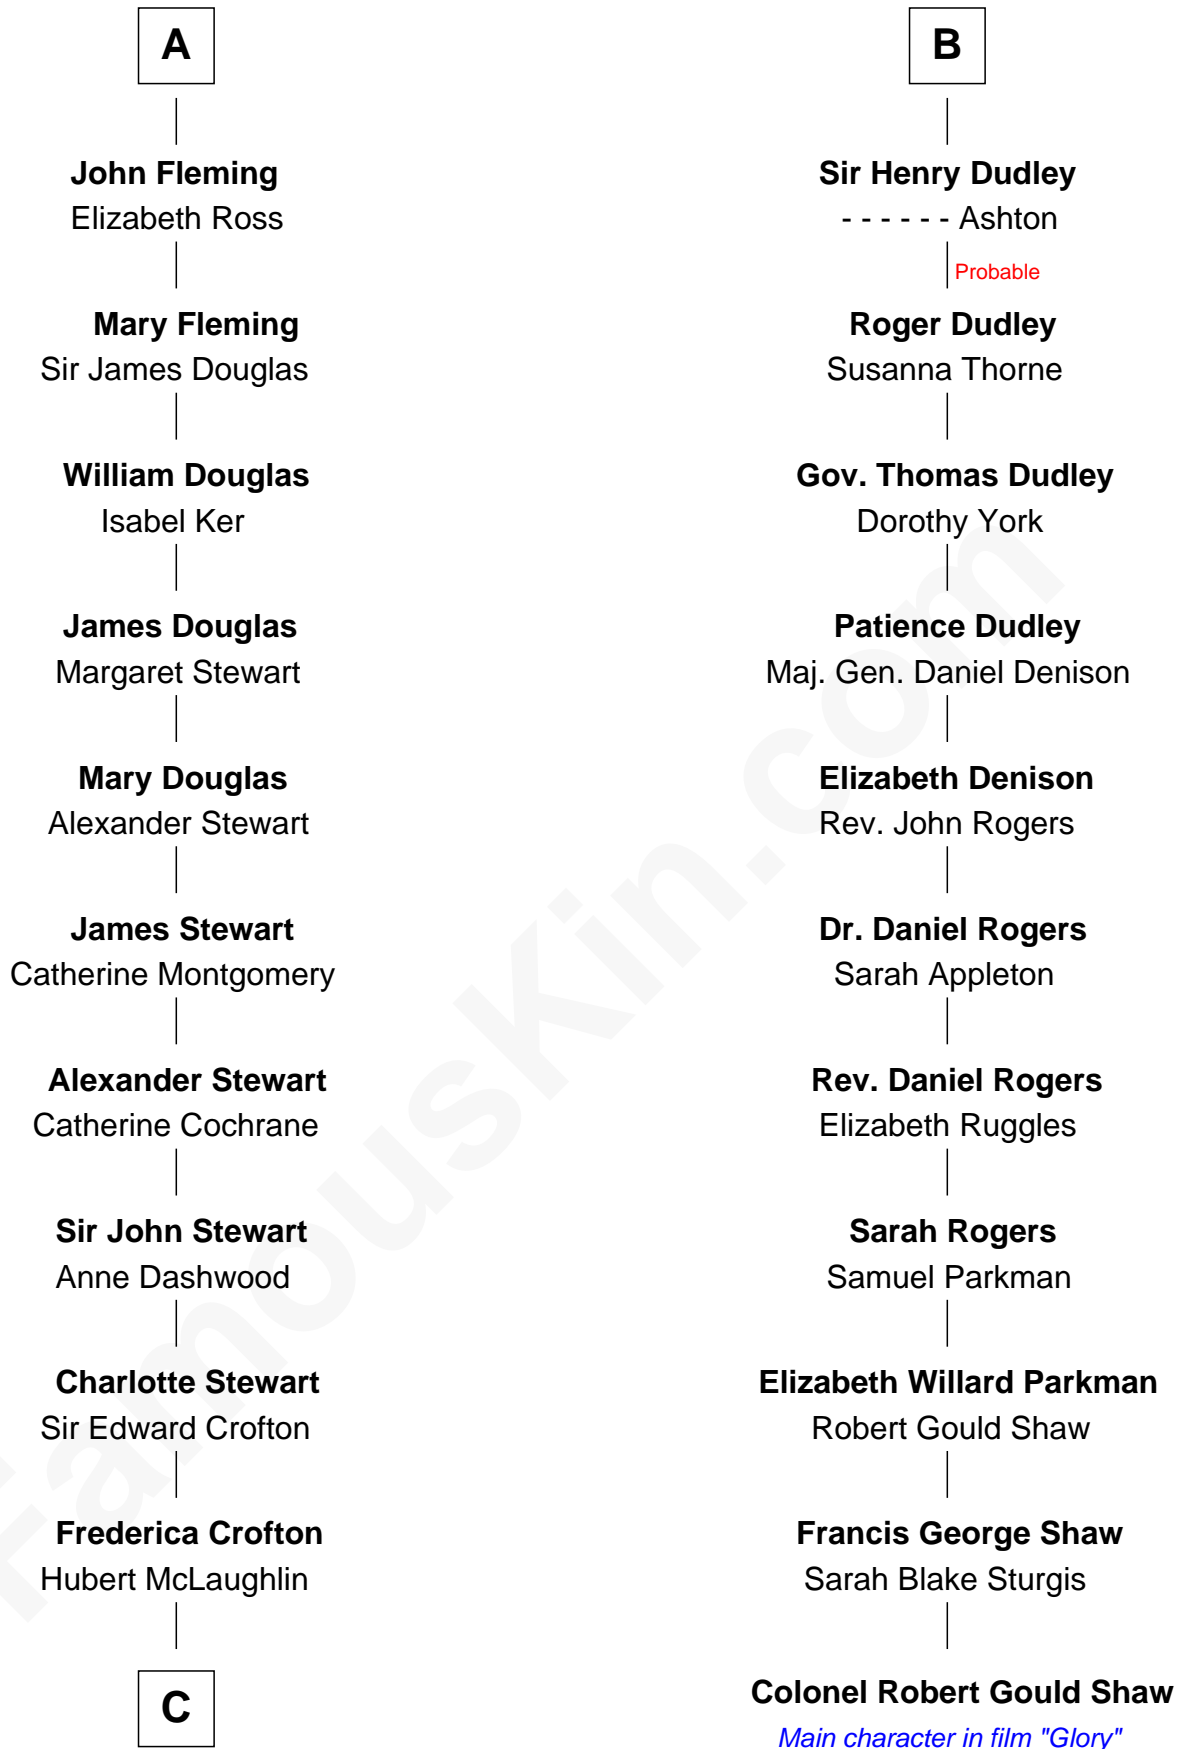 A
John Fleming
Elizabeth Ross
Mary Fleming
Sir James Douglas
William Douglas
Isabel Ker
James Douglas
Margaret Stewart
Mary Douglas
Alexander Stewart
James Stewart
Catherine Montgomery
Alexander Stewart
Catherine Cochrane
Sir John Stewart
Anne Dashwood
Charlotte Stewart
Sir Edward Crofton
Frederica Crofton
Hubert McLaughlin
C
B
Sir Henry Dudley
- - - - - - Ashton
Probable
Roger Dudley
Susanna Thorne
Gov. Thomas Dudley
Dorothy York
Patience Dudley
Maj. Gen. Daniel Denison
Elizabeth Denison
Rev. John Rogers
Dr. Daniel Rogers
Sarah Appleton
Rev. Daniel Rogers
Elizabeth Ruggles
Sarah Rogers
Samuel Parkman
Elizabeth Willard Parkman
Robert Gould Shaw
Francis George Shaw
Sarah Blake Sturgis
Colonel Robert Gould Shaw
Main character in film "Glory"
FamousKin.com